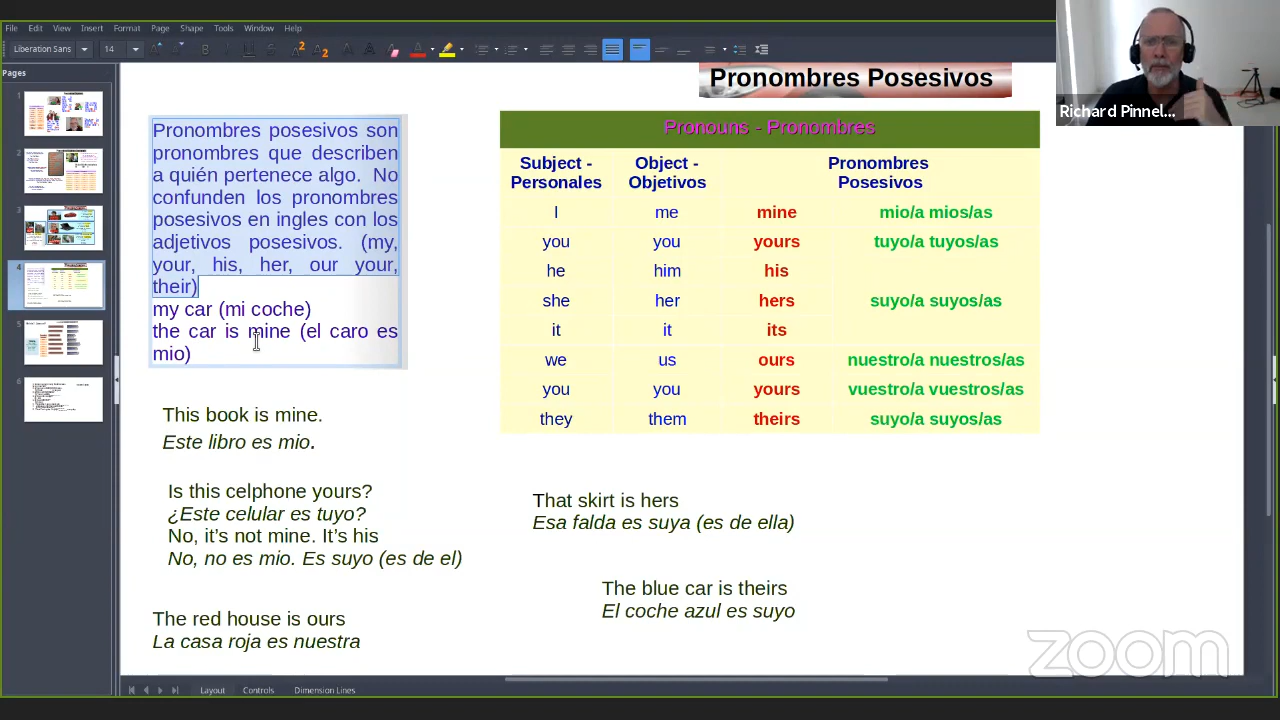 File Edit View Insert Format Page Shape Tools Window Help
Liberation Sans 14
Pages
1
2
3
4
5
6
Richard Pinnel...
Pronombres Posesivos
Pronombres posesivos son
pronombres que describen
a quién pertenece algo. No
confunden los pronombres
posesivos en ingles con los
adjetivos posesivos. (my,
your, his, her, our your,
their)
my car (mi coche)
the car is mine (el caro es
mio)
Pronouns - Pronombres
Subject - Personales Object - Objetivos Pronombres Posesivos
I me mine mio/a mios/as
you you yours tuyo/a tuyos/as
he him his
she her hers suyo/a suyos/as
it it its
we us ours nuestro/a nuestros/as
you you yours vuestro/a vuestros/as
they them theirs suyo/a suyos/as
This book is mine.
Este libro es mio.
Is this celphone yours?
¿Este celular es tuyo?
No, it's not mine. It's his
No, no es mio. Es suyo (es de el)
The red house is ours
La casa roja es nuestra
That skirt is hers
Esa falda es suya (es de ella)
The blue car is theirs
El coche azul es suyo
zoom
Layout Controls Dimension Lines